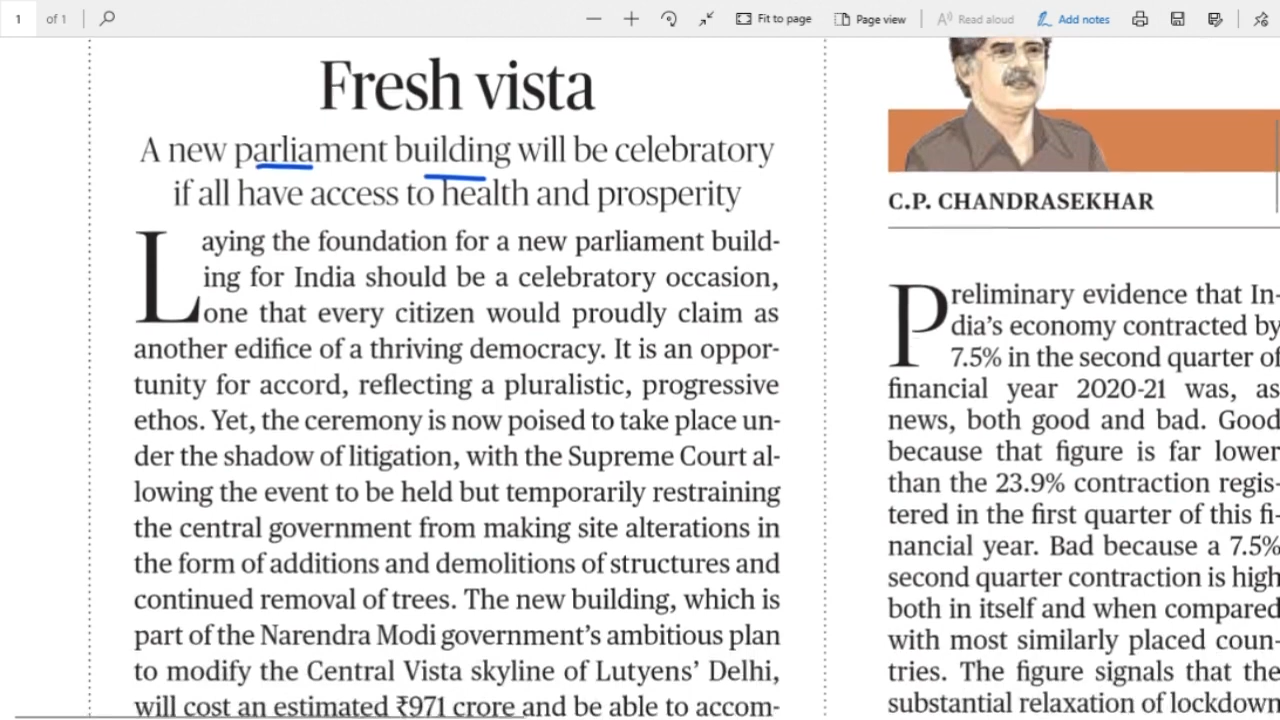 1 of 1
Fit to page
Page view
Read aloud
Add notes
Fresh vista
A new parliament building will be celebratory
if all have access to health and prosperity
Laying the foundation for a new parliament build-
ing for India should be a celebratory occasion,
one that every citizen would proudly claim as
another edifice of a thriving democracy. It is an oppor-
tunity for accord, reflecting a pluralistic, progressive
ethos. Yet, the ceremony is now poised to take place un-
der the shadow of litigation, with the Supreme Court al-
lowing the event to be held but temporarily restraining
the central government from making site alterations in
the form of additions and demolitions of structures and
continued removal of trees. The new building, which is
part of the Narendra Modi government's ambitious plan
to modify the Central Vista skyline of Lutyens' Delhi,
will cost an estimated ₹971 crore and be able to accom-
C.P. CHANDRASEKHAR
Preliminary evidence that In-
dia's economy contracted by
7.5% in the second quarter of
financial year 2020-21 was, as
news, both good and bad. Good
because that figure is far lower
than the 23.9% contraction regis-
tered in the first quarter of this fi-
nancial year. Bad because a 7.5%
second quarter contraction is high
both in itself and when compared
with most similarly placed coun-
tries. The figure signals that the
substantial relaxation of lockdown